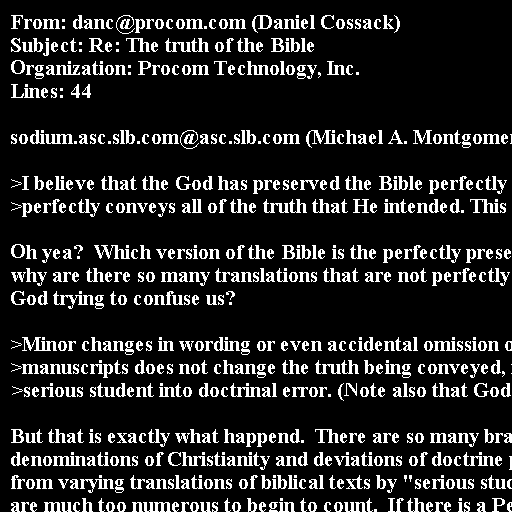 From: danc@procom.com (Daniel Cossack)
Subject: Re: The truth of the Bible
Organization: Procom Technology, Inc.
Lines: 44
sodium.asc.slb.com@asc.slb.com (Michael A. Montgomer
>I believe that the God has preserved the Bible perfectly
>perfectly conveys all of the truth that He intended. This
Oh yea?  Which version of the Bible is the perfectly prese
why are there so many translations that are not perfectly
God trying to confuse us?
>Minor changes in wording or even accidental omission o
>manuscripts does not change the truth being conveyed,
>serious student into doctrinal error. (Note also that God
But that is exactly what happend.  There are so many bra
denominations of Christianity and deviations of doctrine p
from varying translations of biblical texts by "serious stud
are much too numerous to begin to count.  If there is a Pe